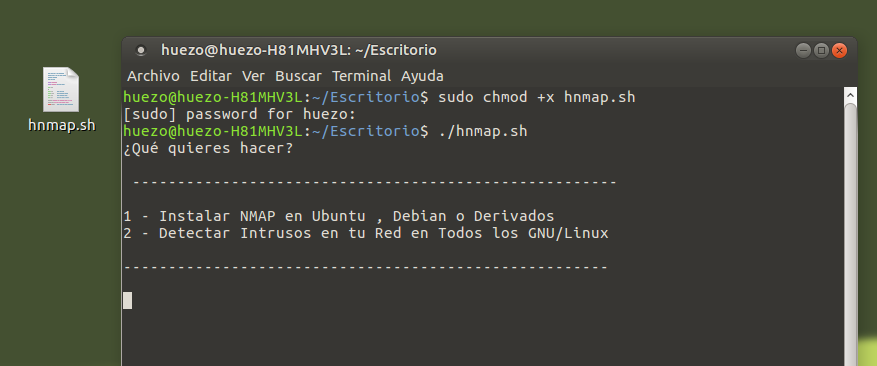 hnmap.sh
huezo@huezo-H81MHV3L: ~/Escritorio
Archivo Editar Ver Buscar Terminal Ayuda
huezo@huezo-H81MHV3L:~/Escritorio$ sudo chmod +x hnmap.sh
[sudo] password for huezo:
huezo@huezo-H81MHV3L:~/Escritorio$ ./hnmap.sh
¿Qué quieres hacer?
-------------------------------------------------------
1 - Instalar NMAP en Ubuntu , Debian o Derivados
2 - Detectar Intrusos en tu Red en Todos los GNU/Linux
-------------------------------------------------------